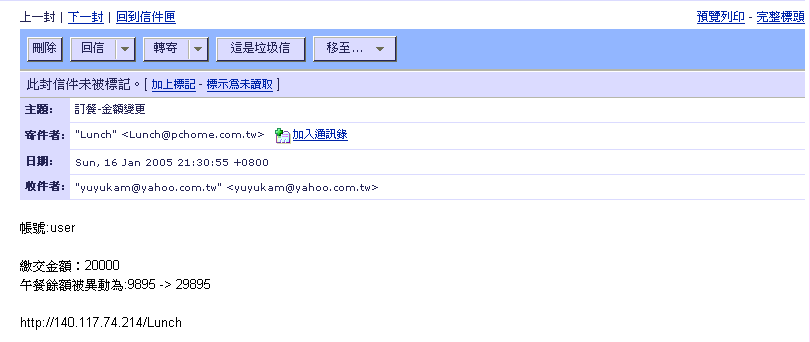 上一封 | 下一封 | 回到信件匣 預覽列印 - 完整標頭
刪除 回信 轉寄 這是垃圾信 移至...
此封信件未被標記。[ 加上標記 - 標示為未讀取 ]
主題: 訂餐-金額變更
寄件者: "Lunch" <Lunch@pchome.com.tw> 加入通訊錄
日期: Sun, 16 Jan 2005 21:30:55 +0800
收件者: "yuyukam@yahoo.com.tw" <yuyukam@yahoo.com.tw>
帳號:user
繳交金額：20000
午餐餘額被異動為:9895 -> 29895
http://140.117.74.214/Lunch